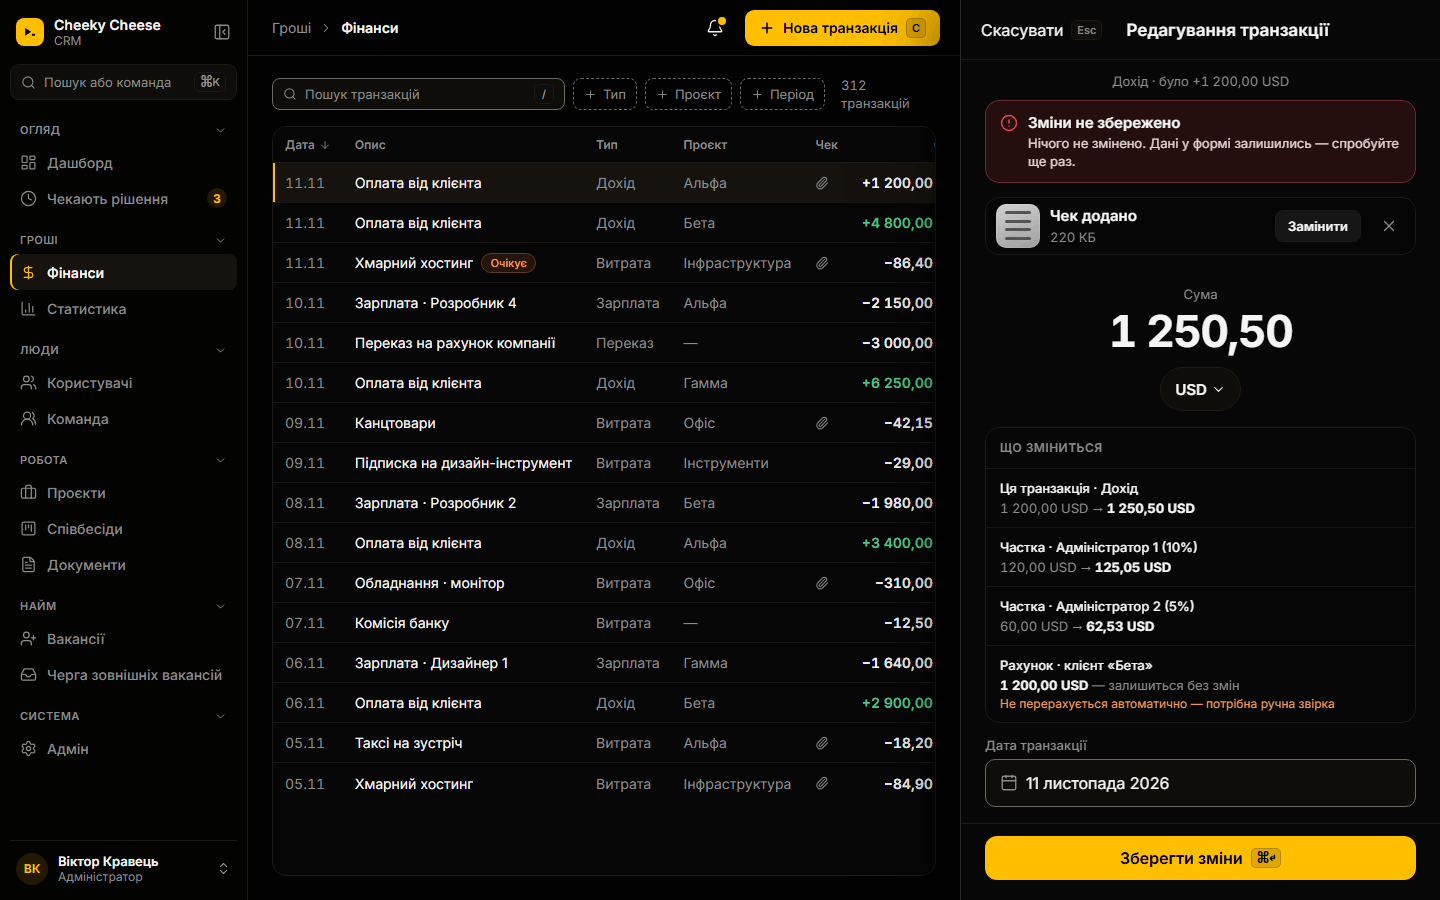 Cheeky Cheese
CRM
Пошук або команда ⌘K
ОГЛЯД
Дашборд
Чекають рішення 3
ГРОШІ
Фінанси
Статистика
ЛЮДИ
Користувачі
Команда
РОБОТА
Проєкти
Співбесіди
Документи
НАЙМ
Вакансії
Черга зовнішніх вакансій
СИСТЕМА
Адмін
ВК
Віктор Кравець
Адміністратор
Гроші > Фінанси
+ Нова транзакція C
Пошук транзакцій /
+ Тип
+ Проєкт
+ Період
312 транзакцій
Дата ↓ Опис Тип Проєкт Чек
11.11 Оплата від клієнта Дохід Альфа +1 200,00
11.11 Оплата від клієнта Дохід Бета +4 800,00
11.11 Хмарний хостинг Очікує Витрата Інфраструктура −86,40
10.11 Зарплата · Розробник 4 Зарплата Альфа −2 150,00
10.11 Переказ на рахунок компанії Переказ — −3 000,00
10.11 Оплата від клієнта Дохід Гамма +6 250,00
09.11 Канцтовари Витрата Офіс −42,15
09.11 Підписка на дизайн-інструмент Витрата Інструменти −29,00
08.11 Зарплата · Розробник 2 Зарплата Бета −1 980,00
08.11 Оплата від клієнта Дохід Альфа +3 400,00
07.11 Обладнання · монітор Витрата Офіс −310,00
07.11 Комісія банку Витрата — −12,50
06.11 Зарплата · Дизайнер 1 Зарплата Гамма −1 640,00
06.11 Оплата від клієнта Дохід Бета +2 900,00
05.11 Таксі на зустріч Витрата Альфа −18,20
05.11 Хмарний хостинг Витрата Інфраструктура −84,90
Скасувати Esc Редагування транзакції
Дохід · було +1 200,00 USD
Зміни не збережено
Нічого не змінено. Дані у формі залишились — спробуйте
ще раз.
Чек додано
220 КБ
Замінити
Сума
1 250,50
USD
ЩО ЗМІНИТЬСЯ
Ця транзакція · Дохід
1 200,00 USD → 1 250,50 USD
Частка · Адміністратор 1 (10%)
120,00 USD → 125,05 USD
Частка · Адміністратор 2 (5%)
60,00 USD → 62,53 USD
Рахунок · клієнт «Бета»
1 200,00 USD — залишиться без змін
Не перерахується автоматично — потрібна ручна звірка
Дата транзакції
11 листопада 2026
Зберегти зміни ⌘↵